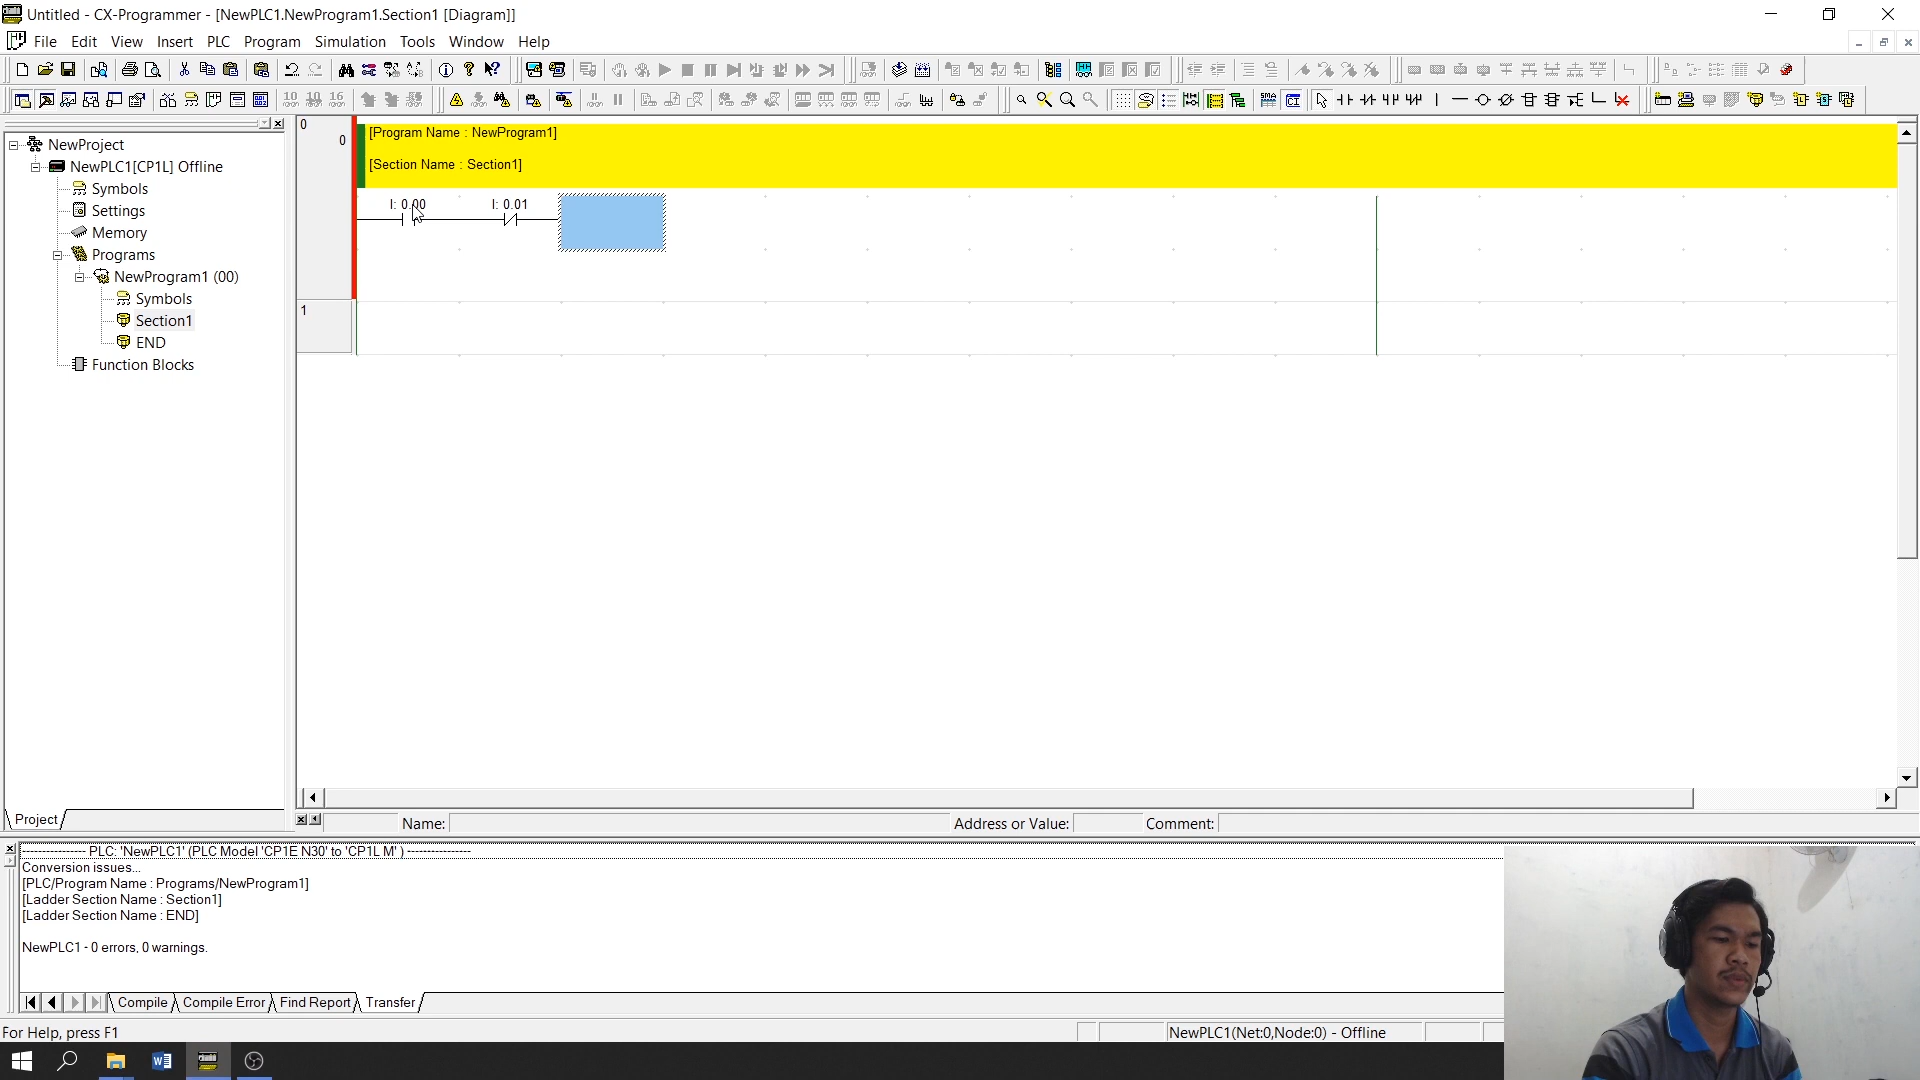 Untitled - CX-Programmer - [NewPLC1.NewProgram1.Section1 [Diagram]]
File Edit View Insert PLC Program Simulation Tools Window Help
10 10 16
NewProject
NewPLC1[CP1L] Offline
Symbols
Settings
Memory
Programs
NewProgram1 (00)
Symbols
Section1
END
Function Blocks
Project
0
0
[Program Name : NewProgram1]
[Section Name : Section1]
I: 0.00 I: 0.01
1
Name: Address or Value: Comment:
PLC: 'NewPLC1' (PLC Model 'CP1E N30' to 'CP1L M' )
Conversion issues...
[PLC/Program Name : Programs/NewProgram1]
[Ladder Section Name : Section1]
[Ladder Section Name : END]
NewPLC1 - 0 errors, 0 warnings.
Compile Compile Error Find Report Transfer
For Help, press F1
NewPLC1(Net:0,Node:0) - Offline